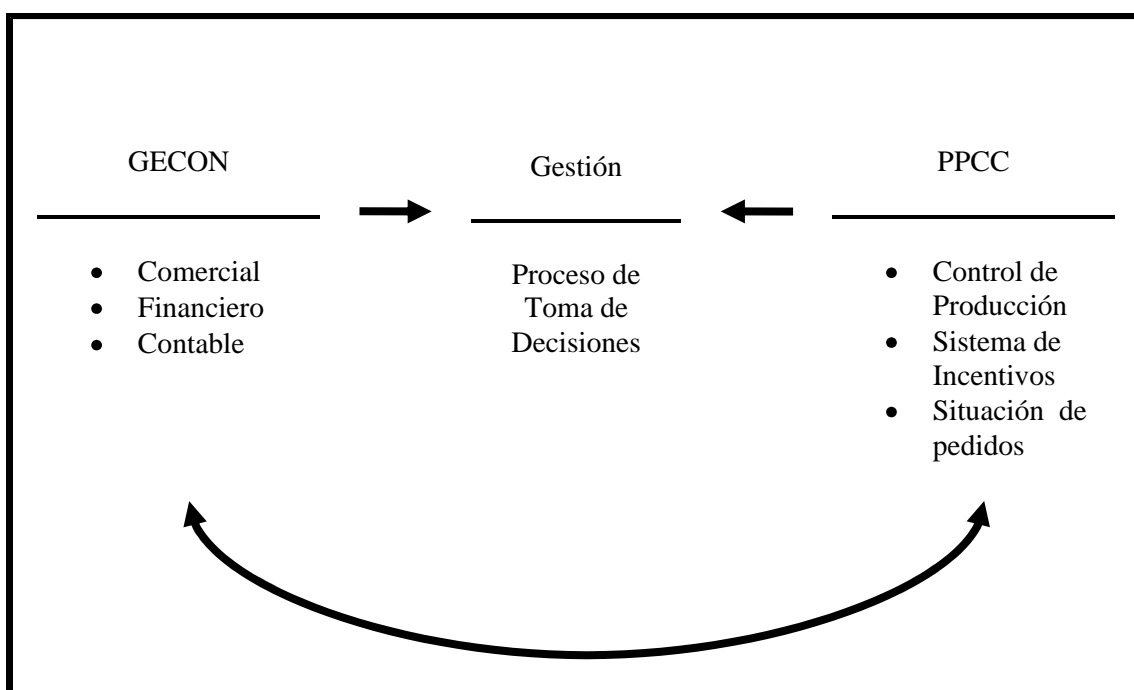 GECON
Comercial
Financiero
Contable
Gestión
Proceso de
Toma de
Decisiones
PPCC
Control de
Producción
Sistema de
Incentivos
Situación de
pedidos